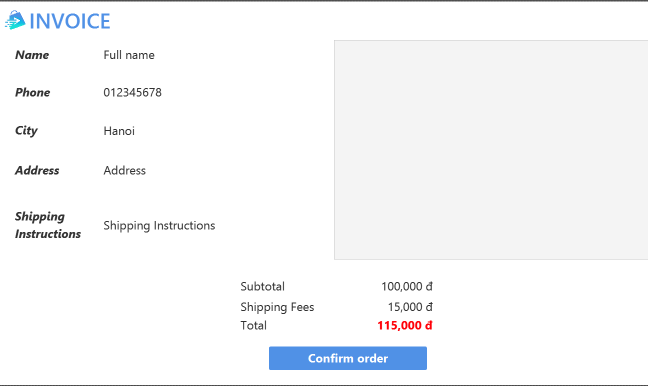 INVOICE
Name Full name
Phone 012345678
City Hanoi
Address Address
Shipping
Instructions Shipping Instructions
Subtotal 100,000 đ
Shipping Fees 15,000 đ
Total 115,000 đ
Confirm order